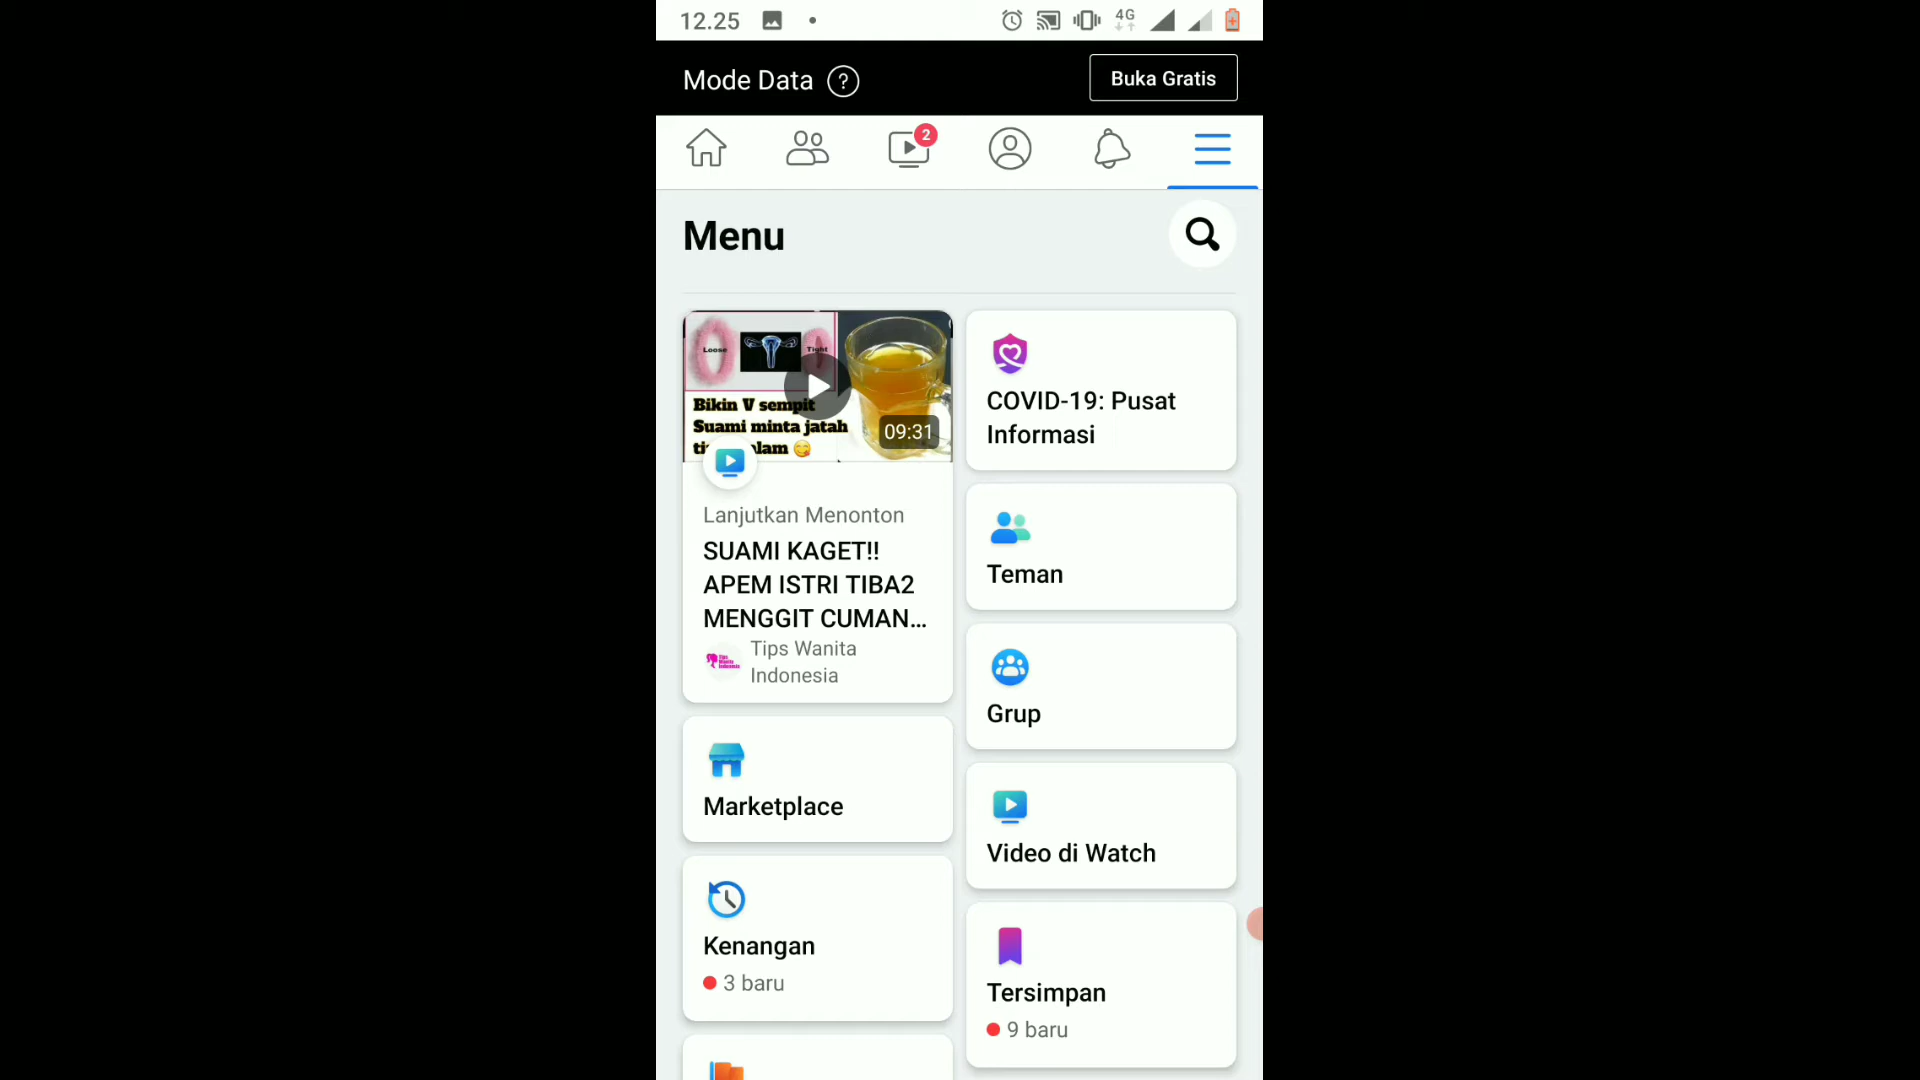 12.25
4G
Mode Data ?
Buka Gratis
2
Menu
Loose
Tight
Bikin V sempit
Suami minta jatah
09:31
Lanjutkan Menonton
SUAMI KAGET!!
APEM ISTRI TIBA2
MENGGIT CUMAN...
Tips Wanita
Indonesia
Marketplace
Kenangan
3 baru
COVID-19: Pusat
Informasi
Teman
Grup
Video di Watch
Tersimpan
9 baru